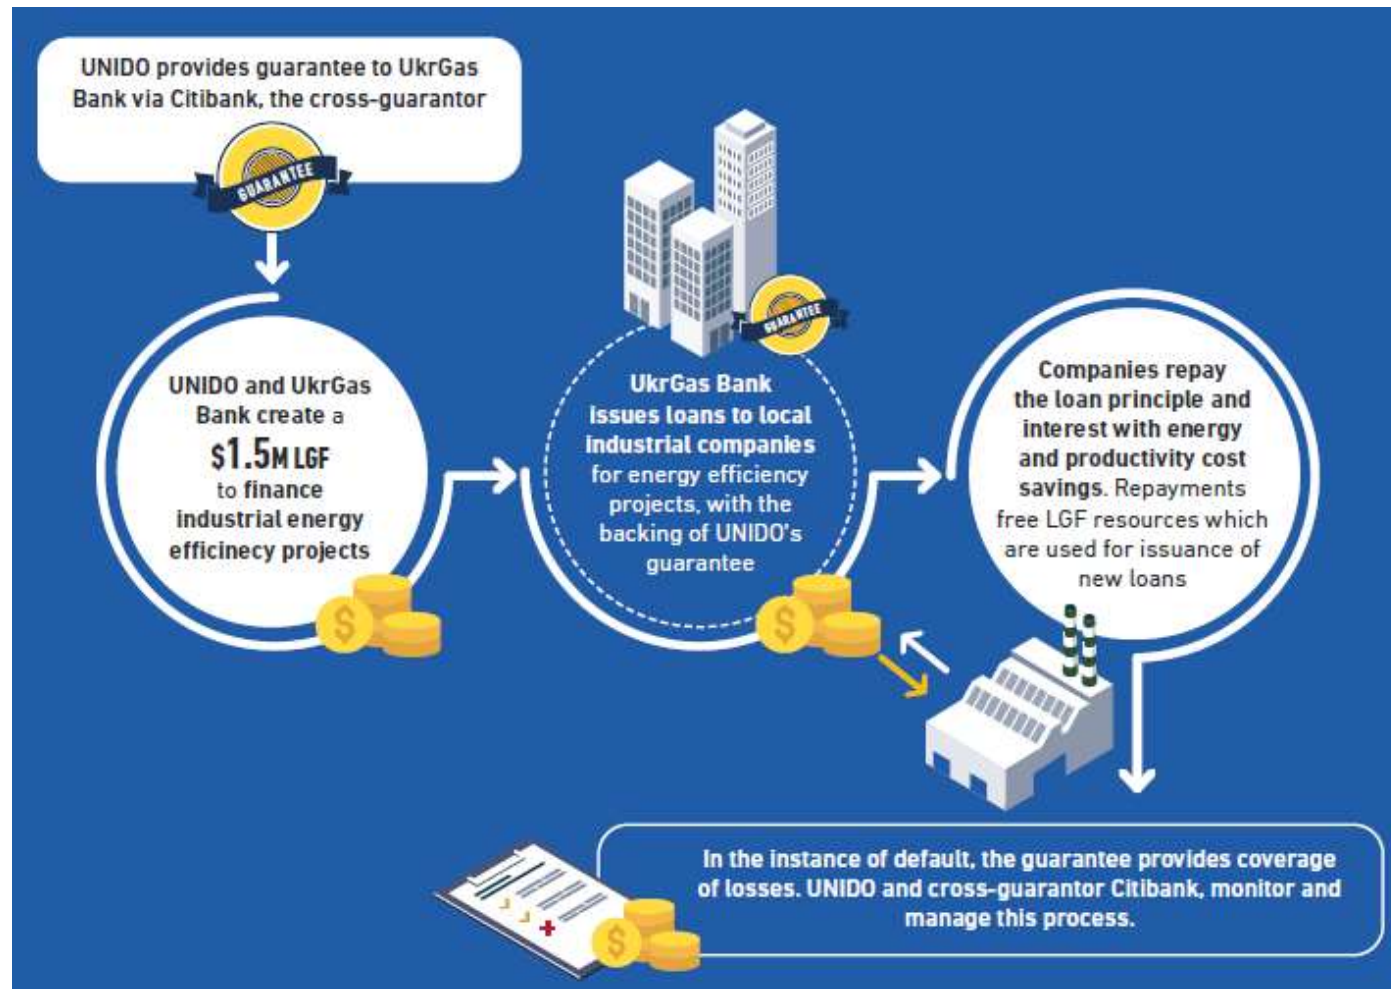 UNIDO provides guarantee to UkrGas
Bank via Citibank, the cross-guarantor
GUARANTEE
UNIDO and UkrGas
Bank create a
$1.5M LGF
to finance
industrial energy
efficinecy projects
$
GUARANTEE
UkrGas Bank
issues loans to local
industrial companies
for energy efficiency
projects, with the
backing of UNIDO's
guarantee
$
Companies repay
the loan principle and
interest with energy
and productivity cost
savings. Repayments
free LGF resources which
are used for issuance of
new loans
In the instance of default, the guarantee provides coverage
of losses. UNIDO and cross-guarantor Citibank, monitor and
manage this process.
$